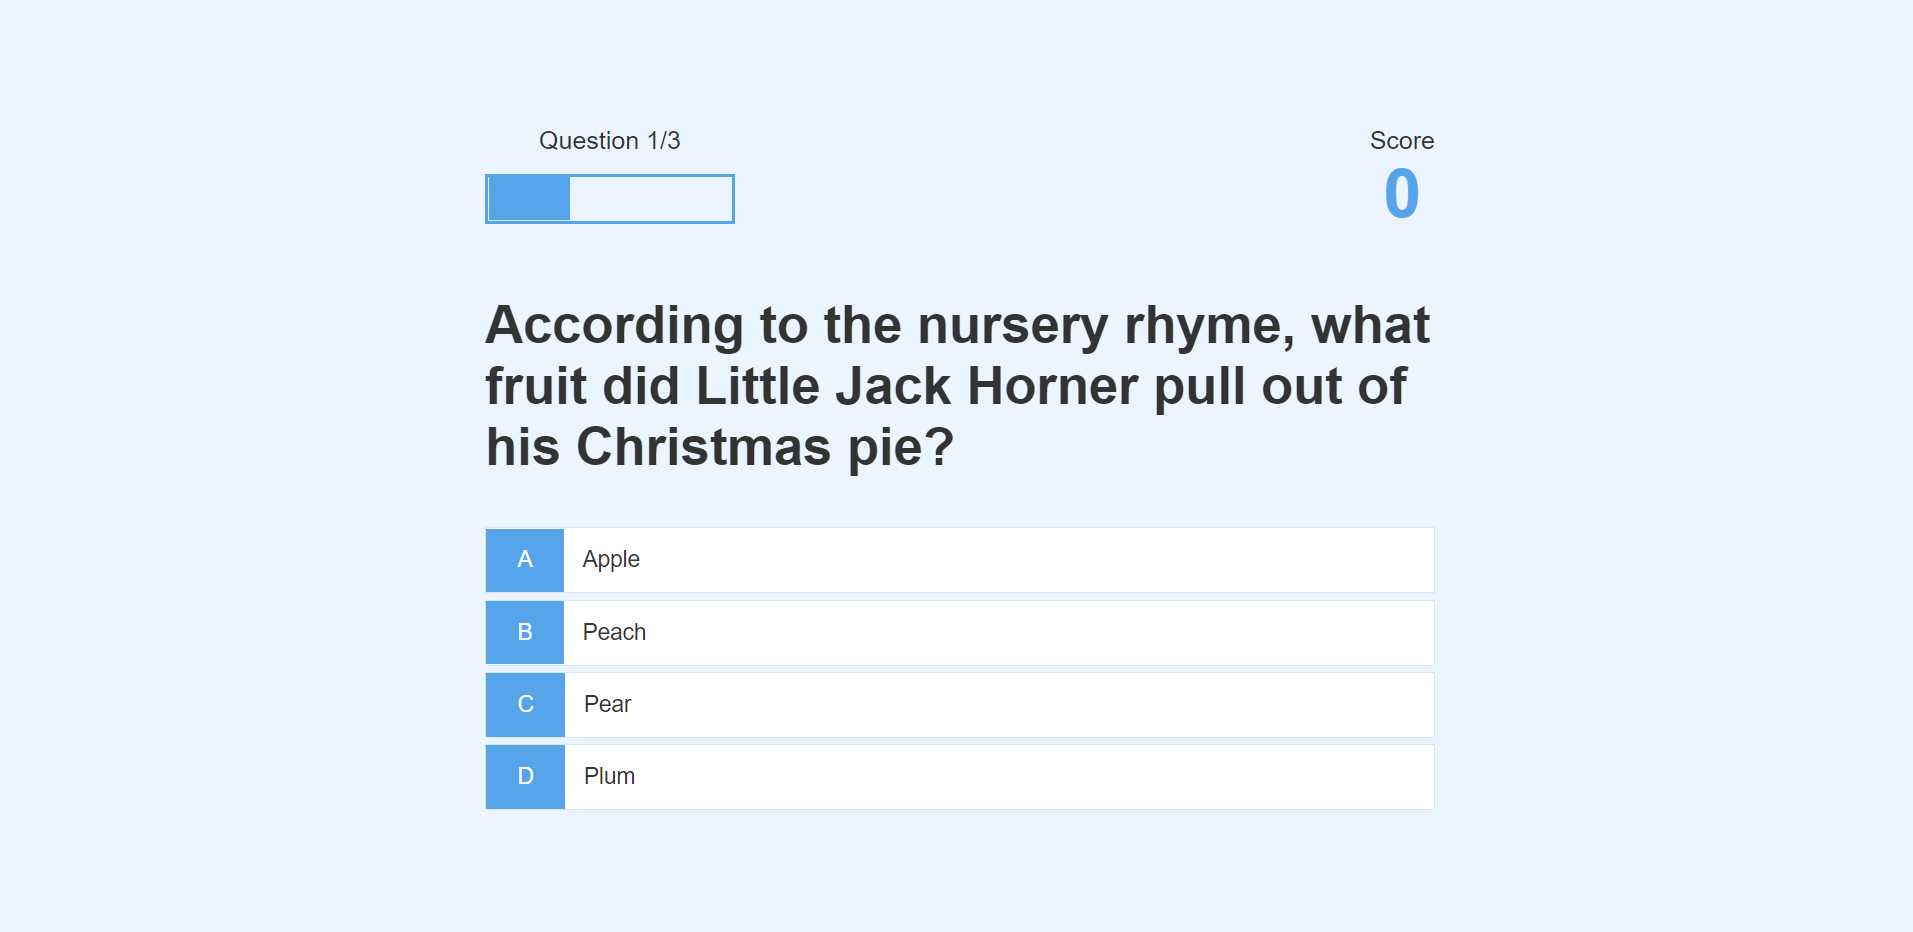 Question 1/3
Score
0
According to the nursery rhyme, what
fruit did Little Jack Horner pull out of
his Christmas pie?
A Apple
B Peach
C Pear
D Plum